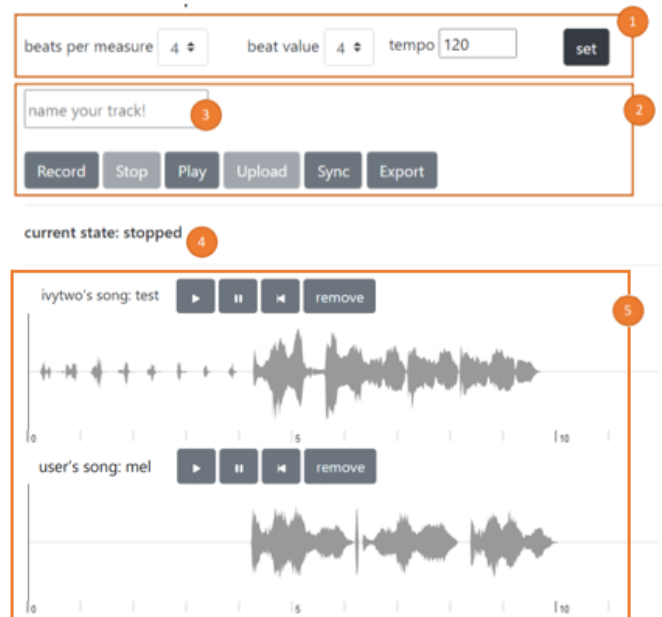 1
beats per measure 4 beat value 4 tempo 120 set
2
name your track! 3
Record Stop Play Upload Sync Export
current state: stopped 4
5
ivytwo's song: test remove
0 5 10
user's song: mel remove
0 5 10